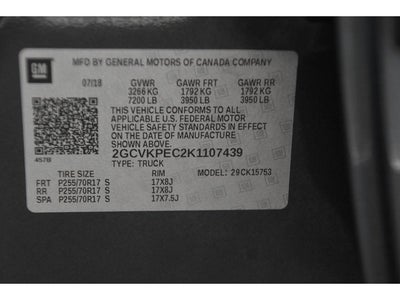 GM
MFD BY GENERAL MOTORS OF CANADA COMPANY
07/18 GVWR GAWR FRT GAWR RR
3266 KG 1792 KG 1792 KG
7200 LB 3950 LB 3950 LB
THIS VEHICLE CONFORMS TO ALL
APPLICABLE U.S. FEDERAL MOTOR
VEHICLE SAFETY STANDARDS IN EFFECT
ON THE DATE OF MANUFACTURE
SHOWN ABOVE.
457B
2GCVKPEC2K1107439
TYPE: TRUCK MODEL: 29CK15753
TIRE SIZE RIM
FRT P255/70R17 S 17X8J
RR P255/70R17 S 17X8J
SPA P255/70R17 S 17X7.5J